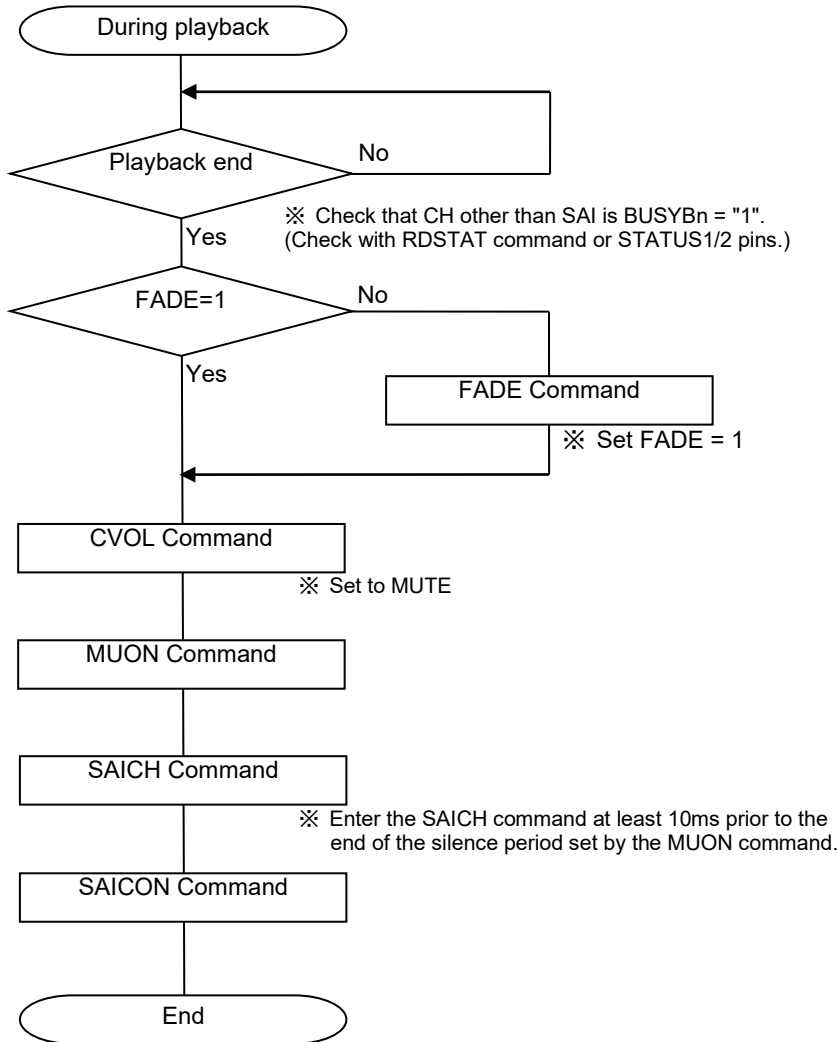 During playback
Playback end
No
※ Check that CH other than SAI is BUSYBn = "1".
(Check with RDSTAT command or STATUS1/2 pins.)
Yes
FADE=1
No
Yes
FADE Command
※ Set FADE = 1
CVOL Command
※ Set to MUTE
MUON Command
SAICH Command
※ Enter the SAICH command at least 10ms prior to the
end of the silence period set by the MUON command.
SAICON Command
End